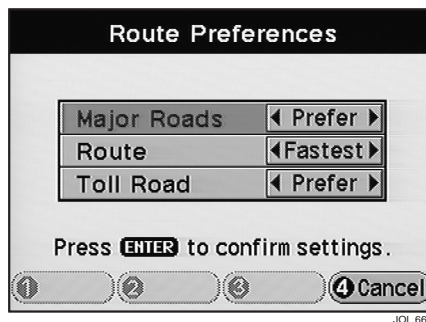 Route Preferences
Major Roads Prefer
Route Fastest
Toll Road Prefer
Press ENTER to confirm settings.
1 2 3 4 Cancel